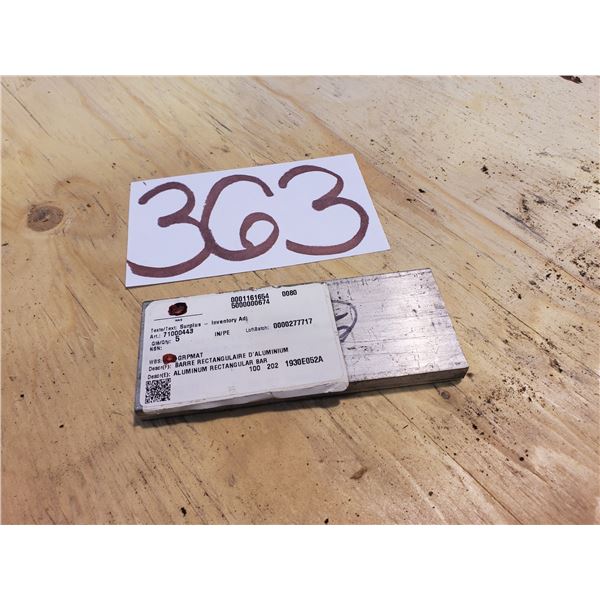 363
0001161654 0080
5000000674
Texte/Text: Surplus - Inventory Adj
Art.: 71000443 IN/PE Lot/Batch: 0000277717
Qté/Qty: 5
NSN:
WBS: GRPMAT
Descr(F): BARRE RECTANGULAIRE D'ALUMINIUM
Descr(E): ALUMINUM RECTANGULAR BAR
100 202 1930E052A